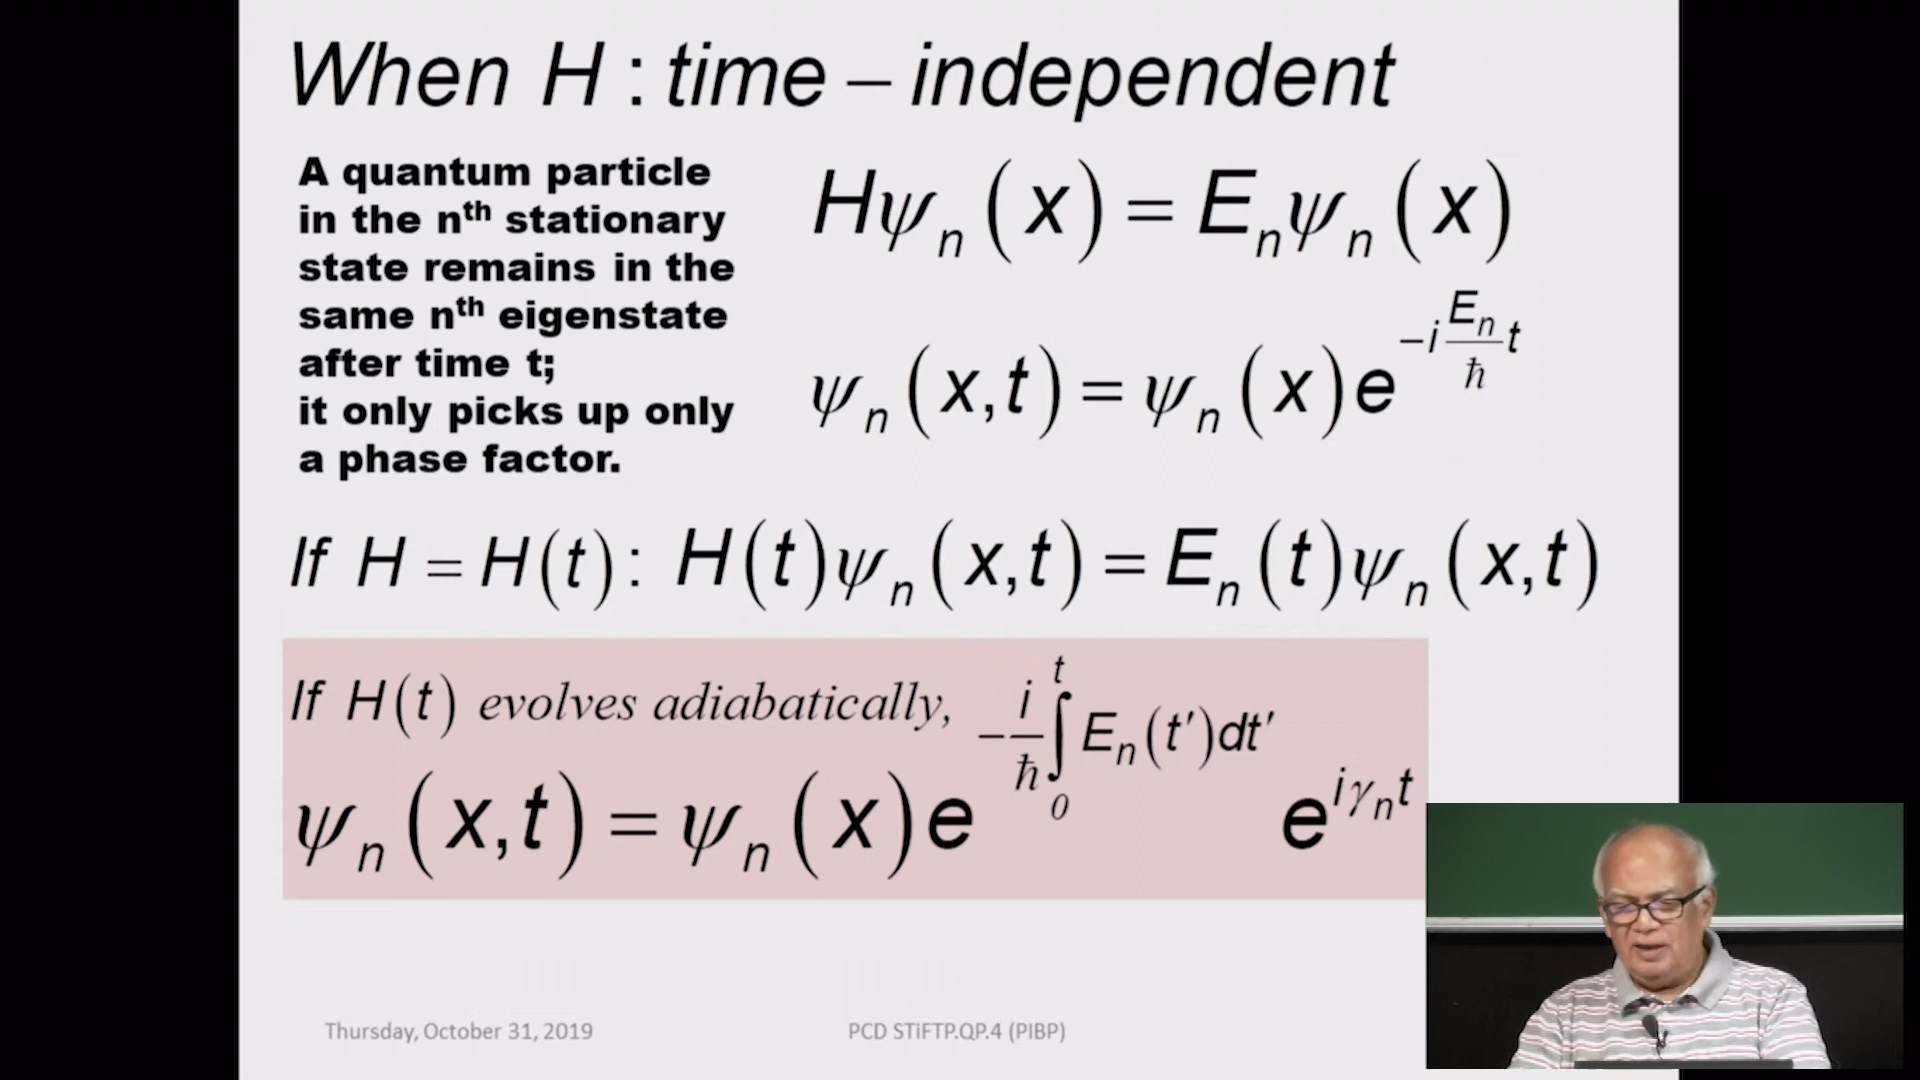 When H : time – independent
A quantum particle
in the nth stationary
state remains in the
same nth eigenstate
after time t;
it only picks up only
a phase factor.
Hψₙ(x) = Eₙψₙ(x)
ψₙ(x,t) = ψₙ(x)e^(−i(Eₙ/ħ)t)
If H = H(t) : H(t)ψₙ(x,t) = Eₙ(t)ψₙ(x,t)
If H(t) evolves adiabatically,
ψₙ(x,t) = ψₙ(x)e^(−(i/ħ)∫₀ᵗ Eₙ(t′)dt′) e^(iγₙt)
Thursday, October 31, 2019
PCD STiFTP.QP.4 (PIBP)